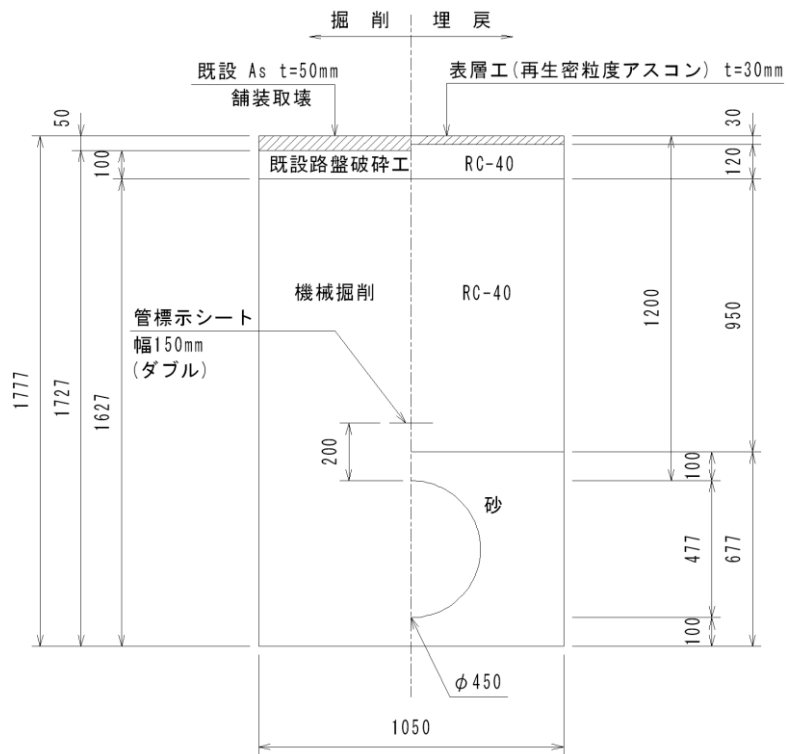 掘 削 埋 戻
既設 As t=50mm
舗装取壊
表層工(再生密粒度アスコン) t=30mm
50
30
既設路盤破砕工
RC-40
100
120
機械掘削
RC-40
1200
950
管標示シート
幅150mm
(ダブル)
1777
1727
1627
200
100
砂
477
677
100
φ450
1050